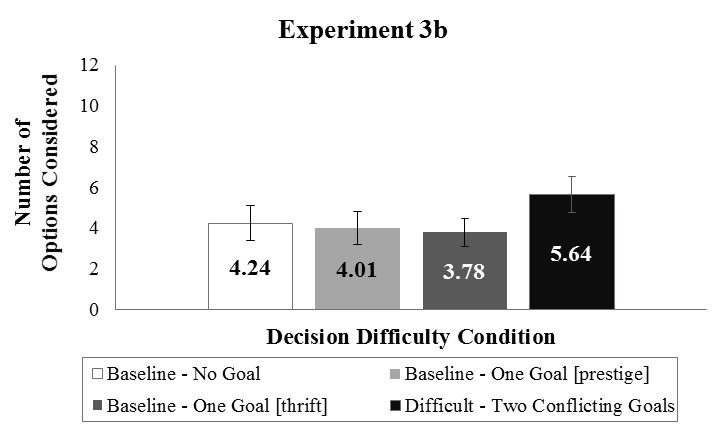 Experiment 3b
Number of
Options Considered
12
10
8
6
4
2
0
4.24
4.01
3.78
5.64
Decision Difficulty Condition
Baseline - No Goal
Baseline - One Goal [prestige]
Baseline - One Goal [thrift]
Difficult - Two Conflicting Goals